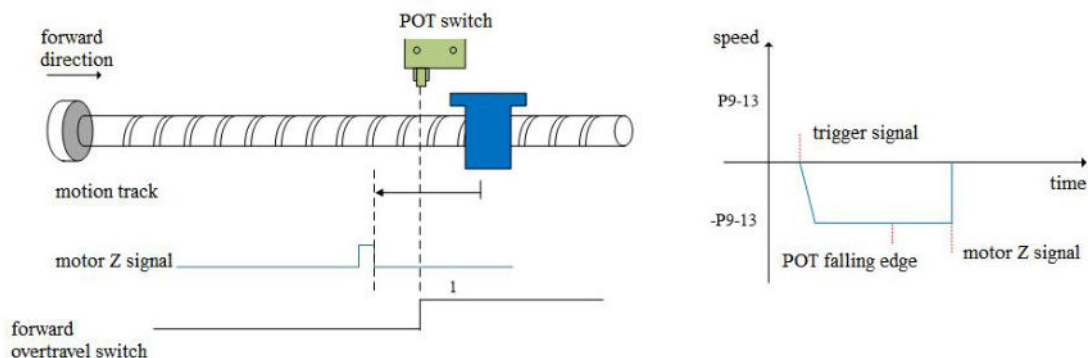 POT switch
forward
direction
motion track
motor Z signal
1
forward
overtravel switch
speed
P9-13
trigger signal
time
-P9-13
POT falling edge
motor Z signal